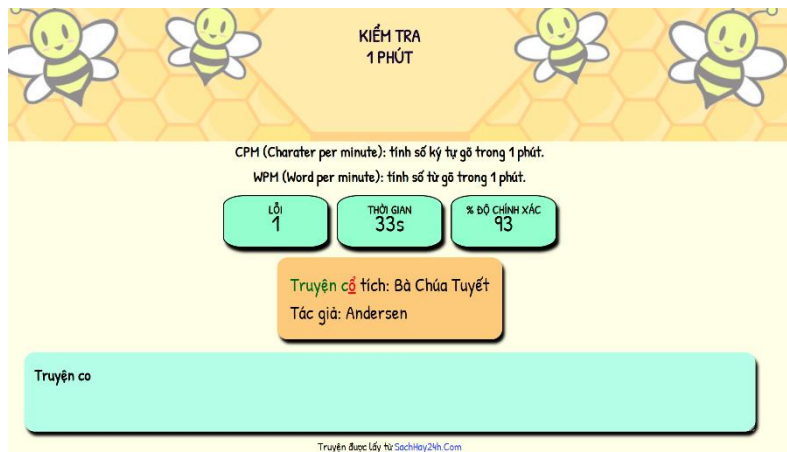 KIỂM TRA
1 PHÚT
CPM (Charater per minute): tính số ký tự gõ trong 1 phút.
WPM (Word per minute): tính số từ gõ trong 1 phút.
LỖI
1
THỜI GIAN
33s
% ĐỘ CHÍNH XÁC
93
Truyện cổ tích: Bà Chúa Tuyết
Tác giả: Andersen
Truyện co
Truyện được lấy từ SachHay24h.Com